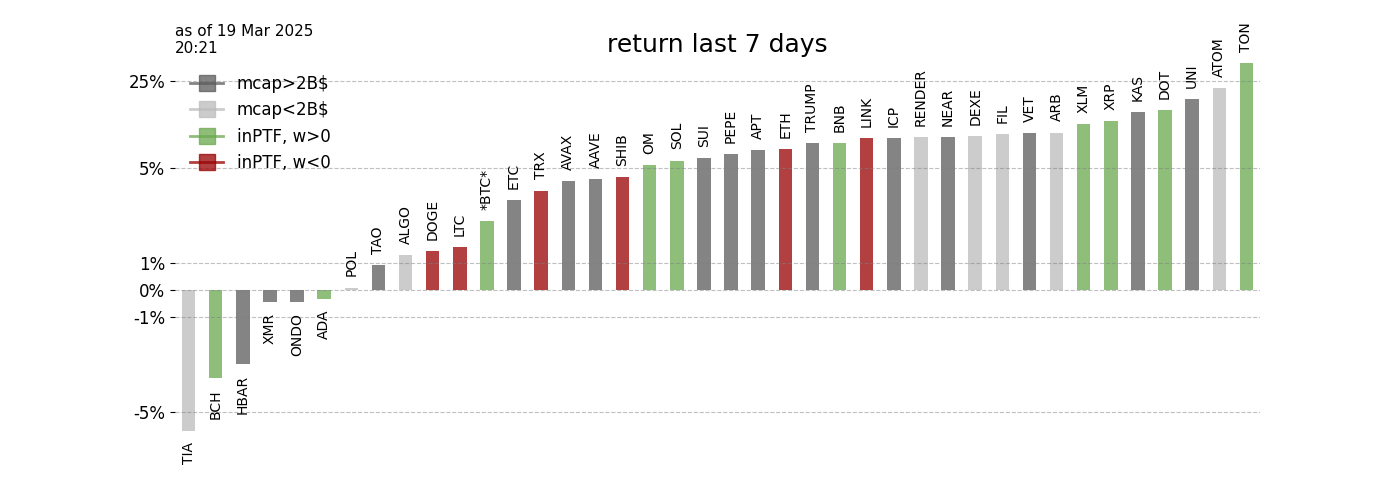 as of 19 Mar 2025
20:21
return last 7 days
mcap>2B$
mcap<2B$
inPTF, w>0
inPTF, w<0
25%
5%
1%
0%
-1%
-5%
TIA
BCH
HBAR
XMR
ONDO
ADA
POL
TAO
ALGO
DOGE
LTC
*BTC*
ETC
TRX
AVAX
AAVE
SHIB
OM
SOL
SUI
PEPE
APT
ETH
TRUMP
BNB
LINK
ICP
RENDER
NEAR
DEXE
FIL
VET
ARB
XLM
XRP
KAS
DOT
UNI
ATOM
TON